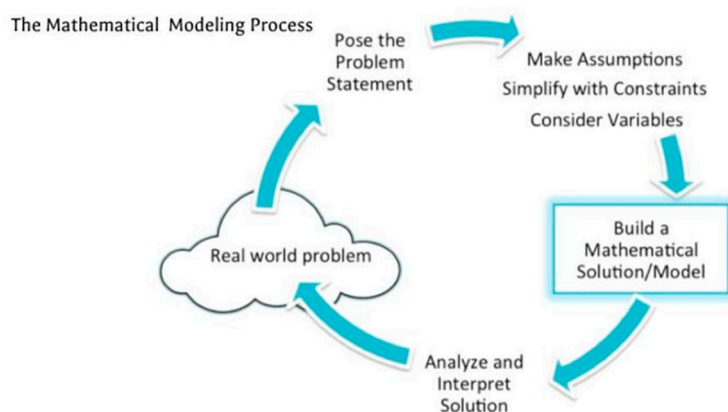 The Mathematical Modeling Process
Pose the
Problem
Statement
Make Assumptions
Simplify with Constraints
Consider Variables
Build a
Mathematical
Solution/Model
Analyze and
Interpret
Solution
Real world problem